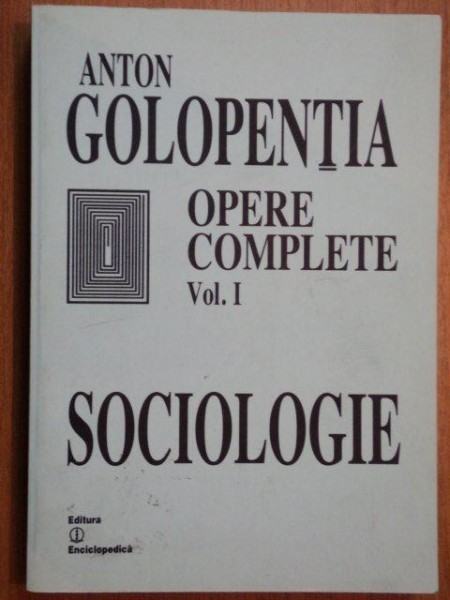 ANTON
GOLOPENȚIA
OPERE
COMPLETE
Vol. I
SOCIOLOGIE
Editura
Enciclopedică